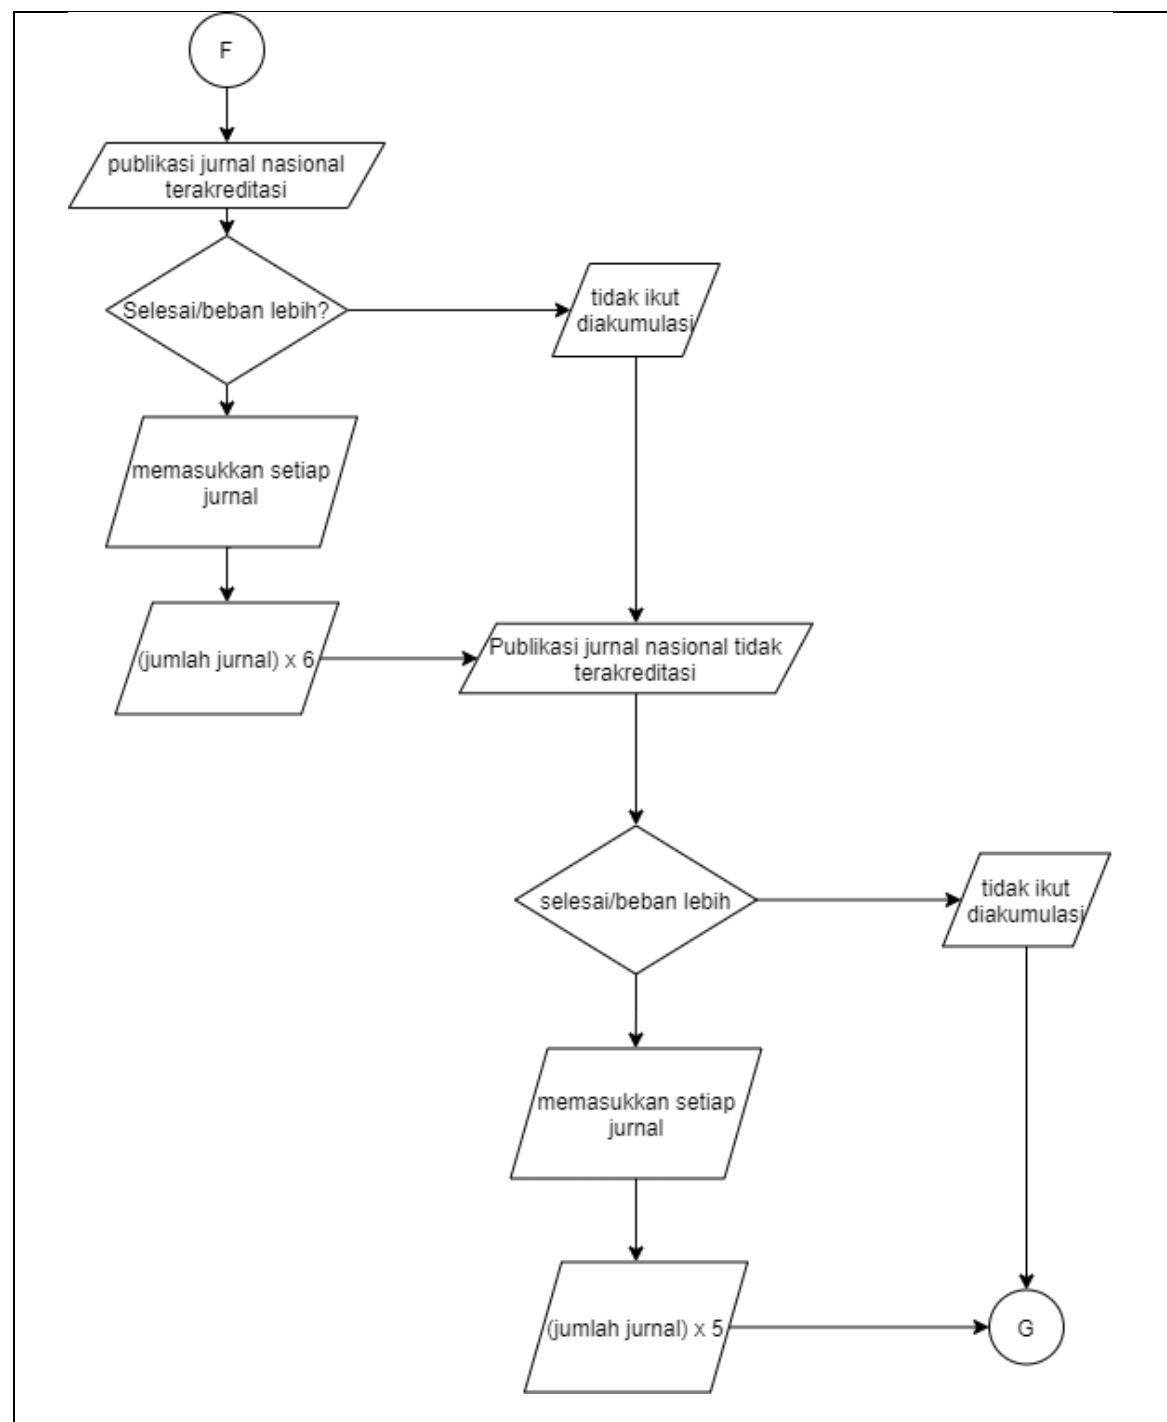 F
publikasi jurnal nasional
terakreditasi
Selesai/beban lebih?
tidak ikut
diakumulasi
memasukkan setiap
jurnal
(jumlah jurnal) x 6
Publikasi jurnal nasional tidak
terakreditasi
selesai/beban lebih
tidak ikut
diakumulasi
memasukkan setiap
jurnal
(jumlah jurnal) x 5
G